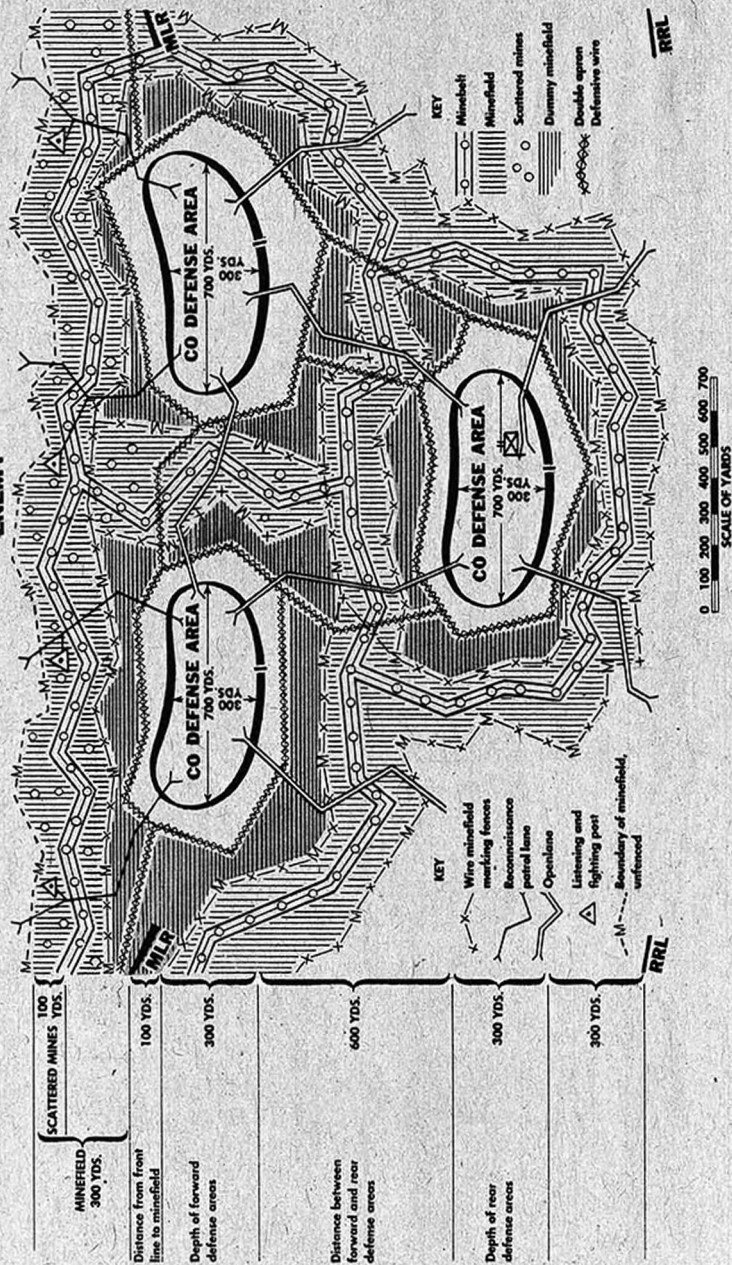 ENEMY
SCATTERED MINES
100
YDS.
MINEFIELD
300 YDS.
Distance from front
line to minefield
100 YDS.
Depth of forward
defense areas
300 YDS.
Distance between
forward and rear
defense areas
600 YDS.
Depth of rear
defense areas
300 YDS.
300 YDS.
MLR
MLR
CO DEFENSE AREA
700 YDS.
300
YDS.
CO DEFENSE AREA
700 YDS.
300
YDS.
CO DEFENSE AREA
700 YDS.
300
YDS.
KEY
Wire minefield
marking fences
Reconnaissance
patrol lane
Openlane
Listening and
fighting post
M Boundary of minefield,
unfenced
KEY
Minebelt
Minefield
Scattered mines
Dummy minefield
Double apron
Defensive wire
RRL
RRL
0 100 200 300 400 500 600 700
SCALE OF YARDS